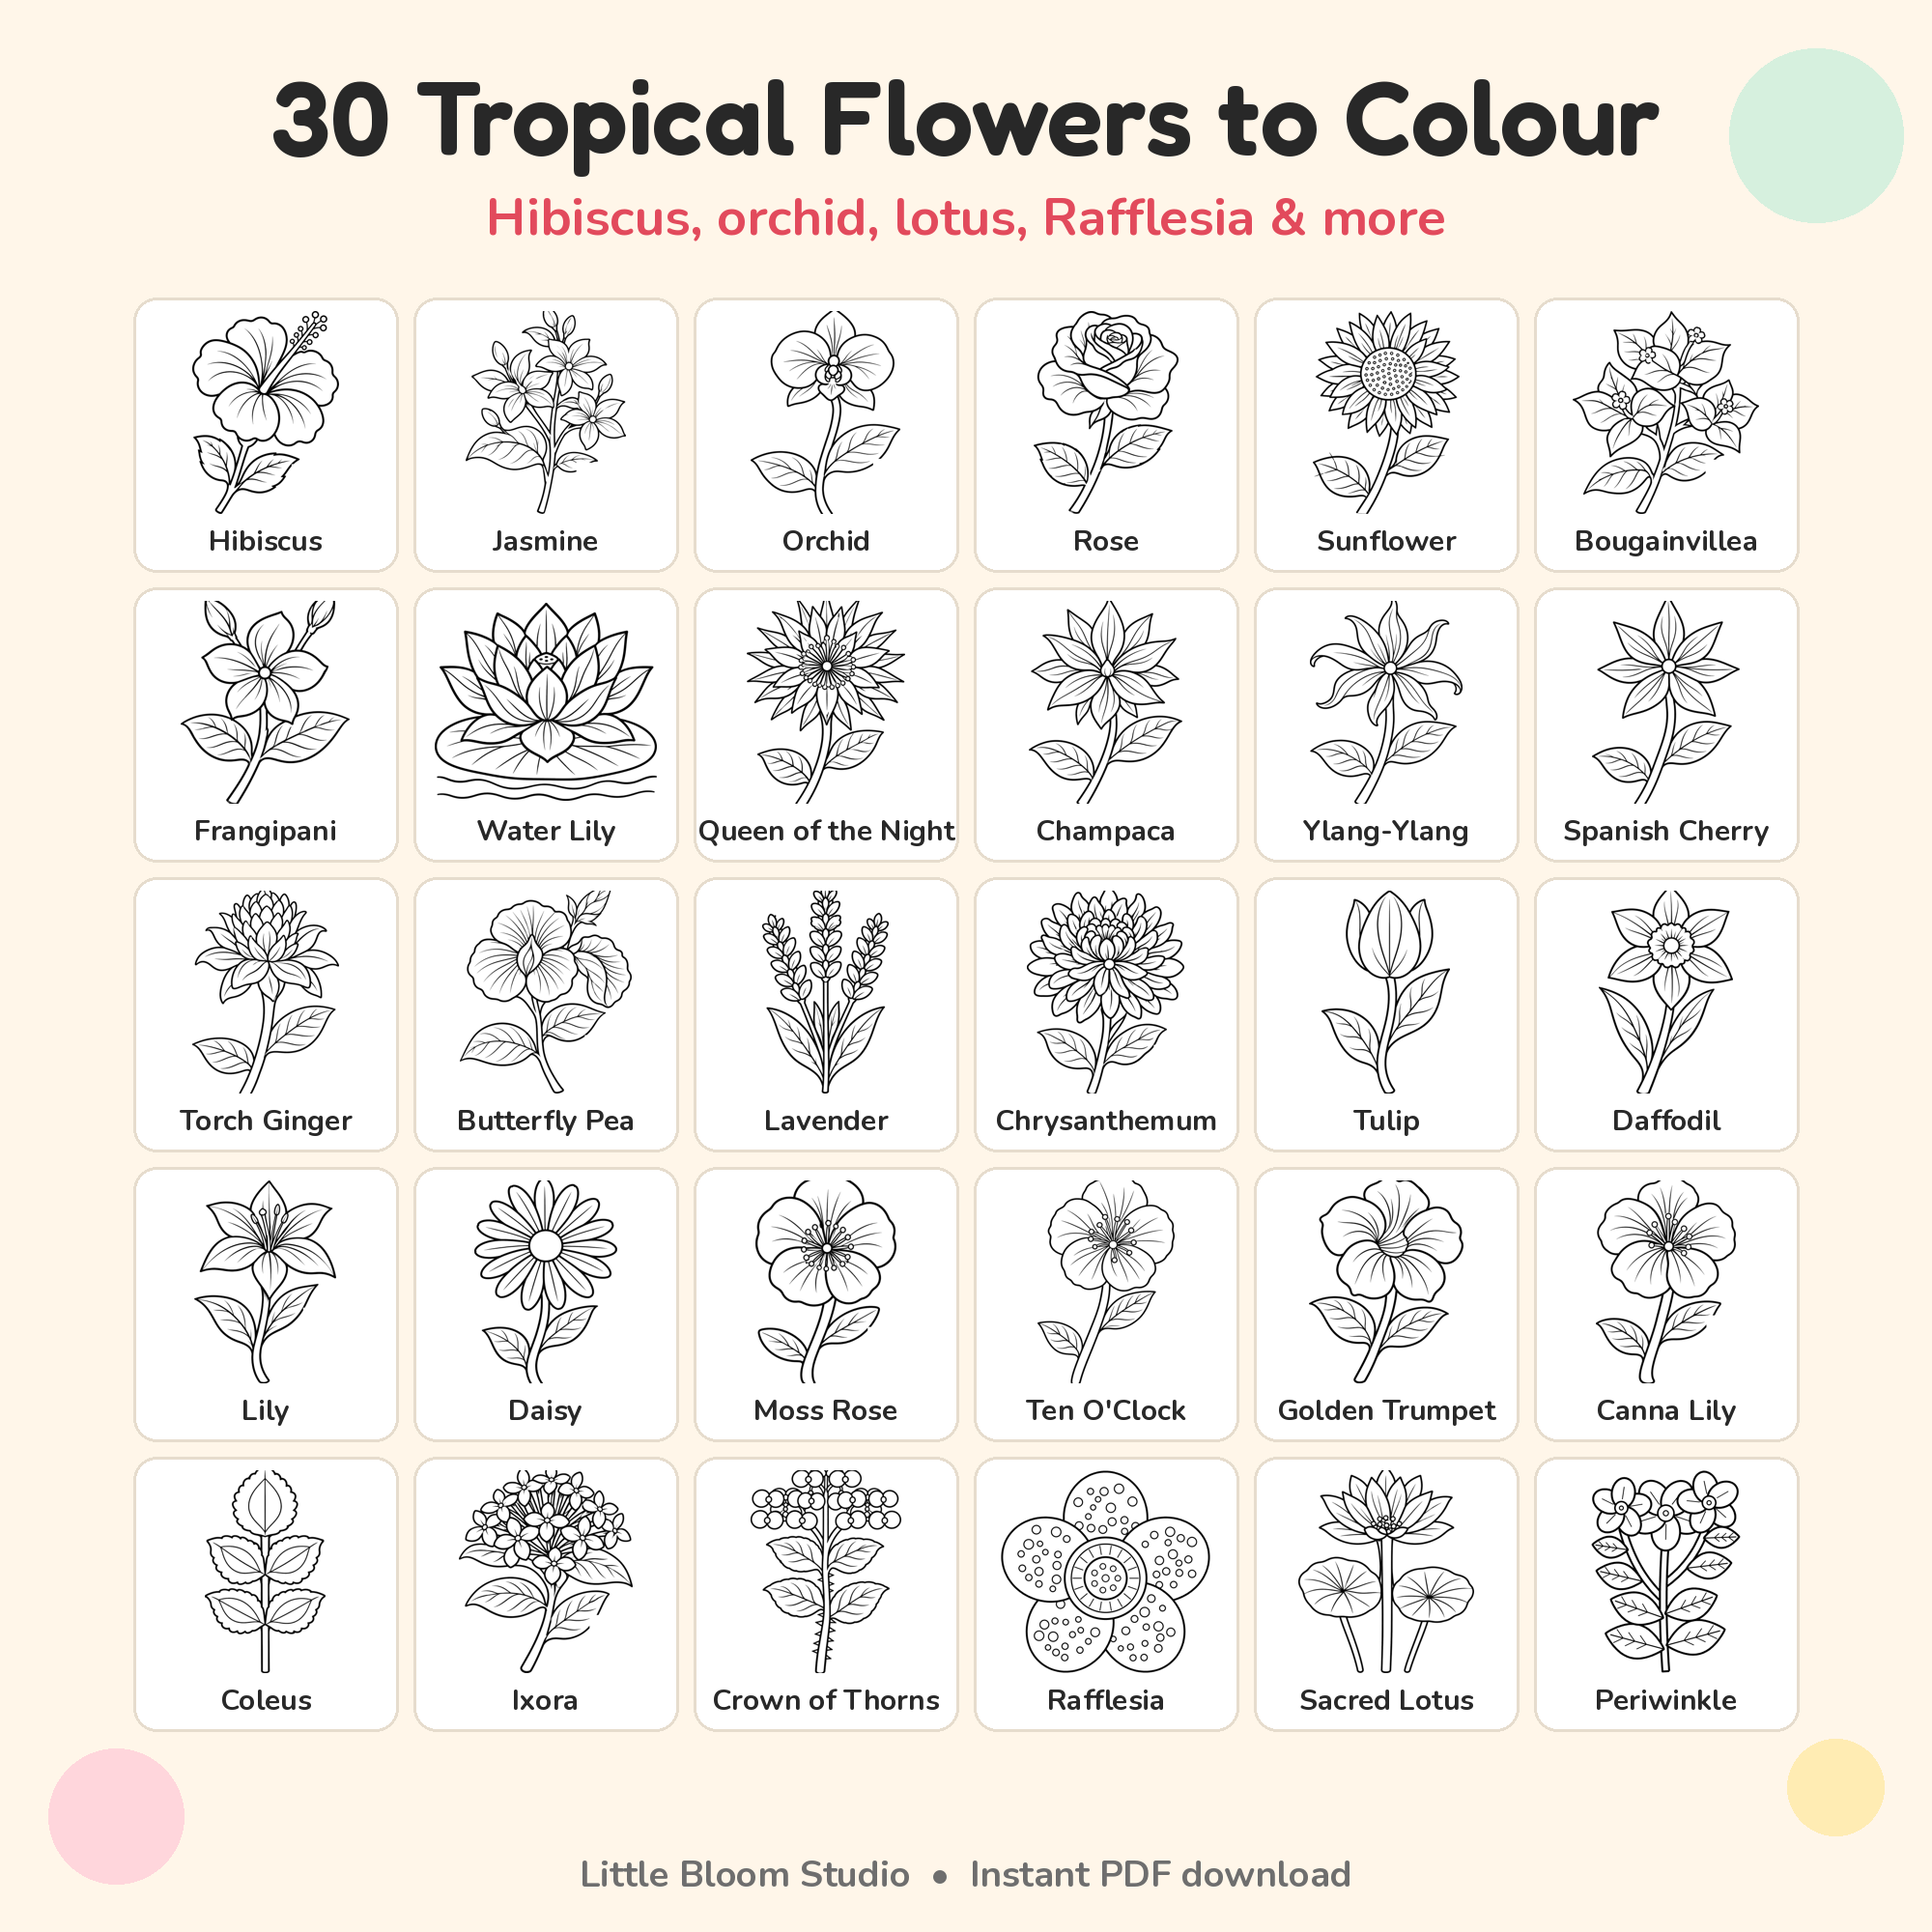 30 Tropical Flowers to Colour
Hibiscus, orchid, lotus, Rafflesia & more
Hibiscus
Jasmine
Orchid
Rose
Sunflower
Bougainvillea
Frangipani
Water Lily
Queen of the Night
Champaca
Ylang-Ylang
Spanish Cherry
Torch Ginger
Butterfly Pea
Lavender
Chrysanthemum
Tulip
Daffodil
Lily
Daisy
Moss Rose
Ten O'Clock
Golden Trumpet
Canna Lily
Coleus
Ixora
Crown of Thorns
Rafflesia
Sacred Lotus
Periwinkle
Little Bloom Studio • Instant PDF download